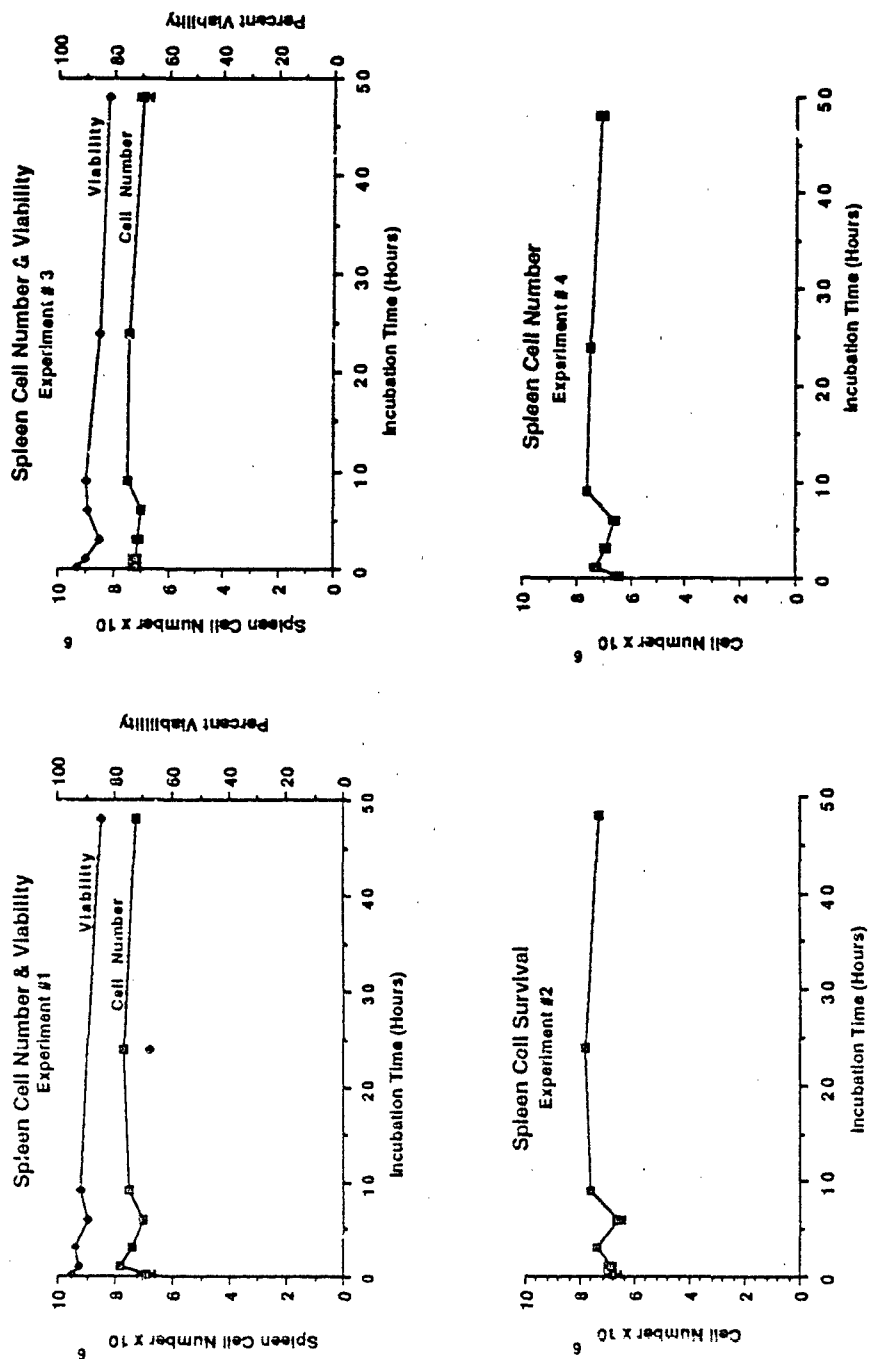 Spleen Cell Number & Viability
Experiment #1
Spleen Cell Number x 10 6
10
8
6
4
2
0
Viability
Cell Number
100
80
60
40
20
0
Percent Viabilility
0 10 20 30 40 50
Incubation Time (Hours)
Spleen Cell Number & Viability
Experiment # 3
Spleen Cell Number x 10 6
10
8
6
4
2
0
Viability
Cell Number
100
80
60
40
20
0
Percent Viability
0 10 20 30 40 50
Incubation Time (Hours)
Spleen Cell Survival
Experiment #2
Cell Number x 10 6
10
8
6
4
2
0
0 10 20 30 40 50
Incubation Time (Hours)
Spleen Cell Number
Experiment # 4
Cell Number x 10 6
10
8
6
4
2
0
0 10 20 30 40 50
Incubation Time (Hours)